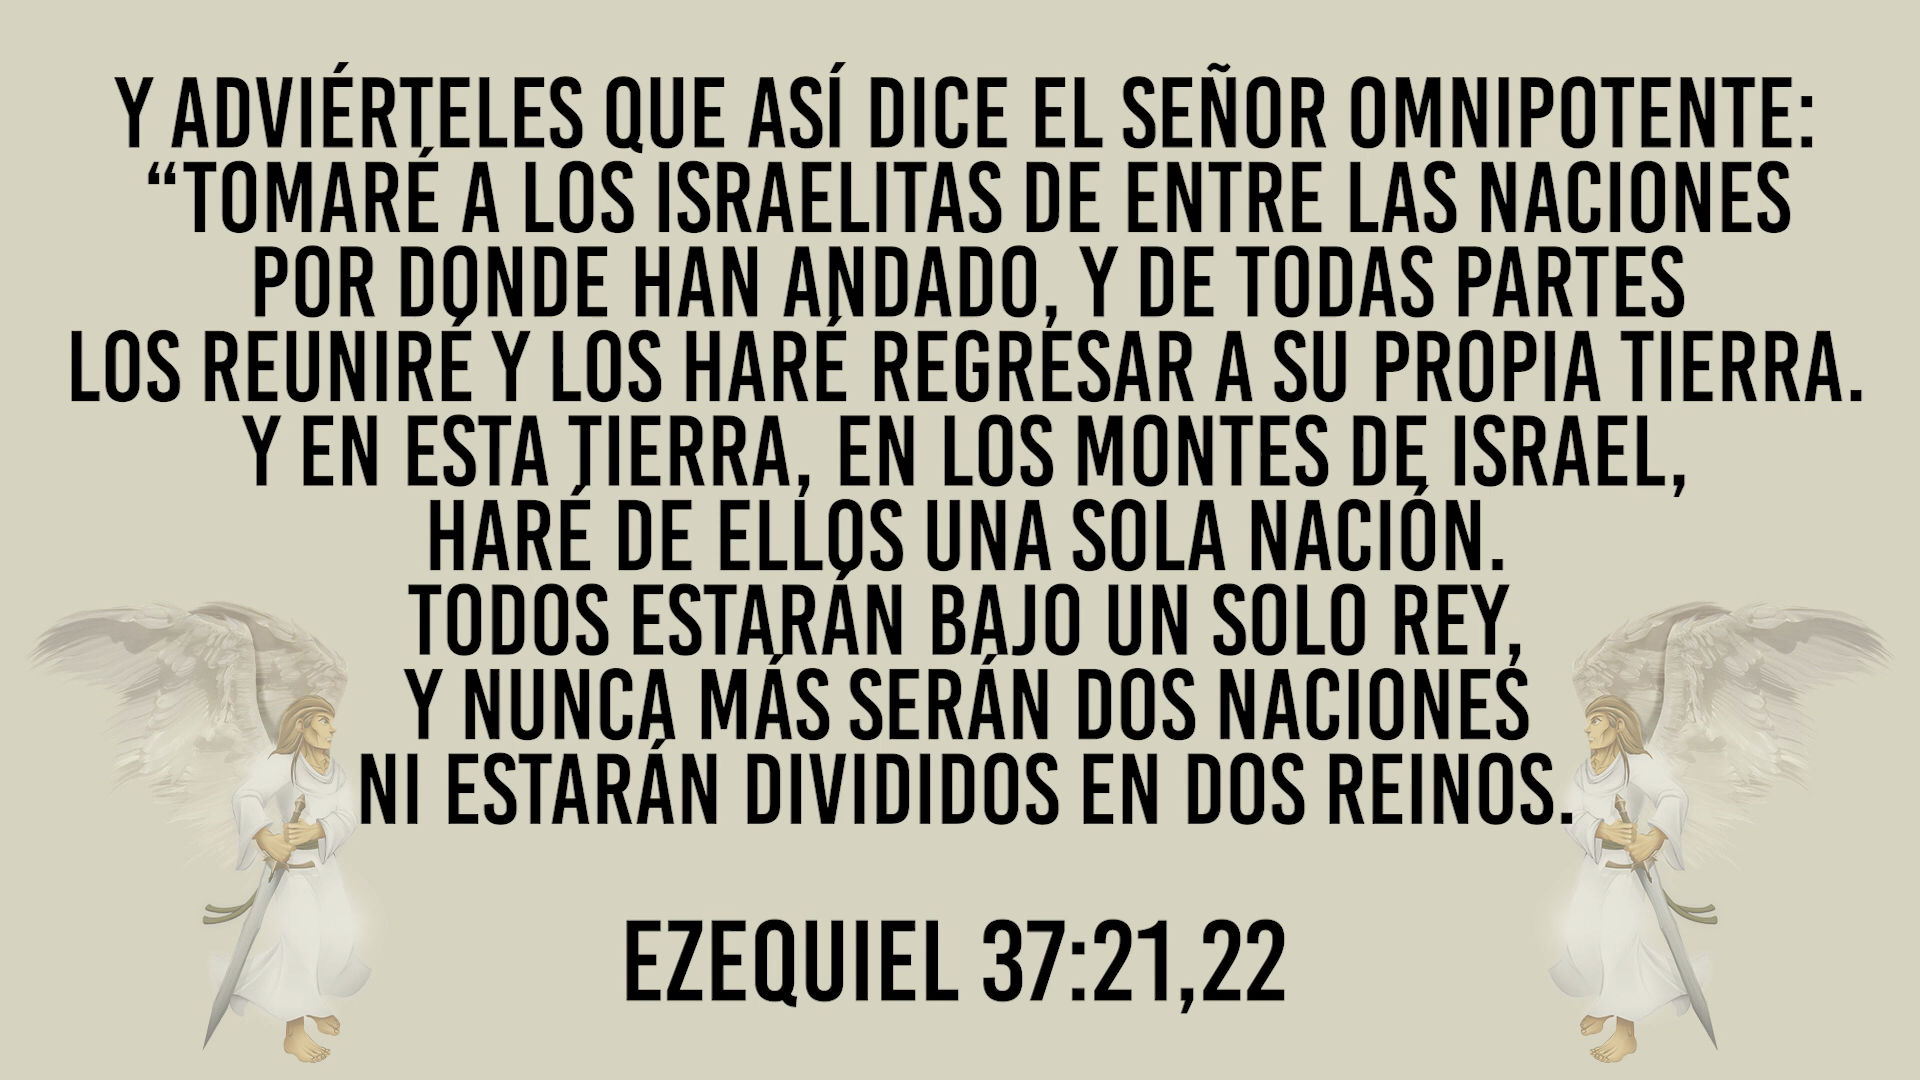 Y ADVIÉRTELES QUE ASÍ DICE EL SEÑOR OMNIPOTENTE:
“TOMARÉ A LOS ISRAELITAS DE ENTRE LAS NACIONES
POR DONDE HAN ANDADO, Y DE TODAS PARTES
LOS REUNIRÉ Y LOS HARÉ REGRESAR A SU PROPIA TIERRA.
Y EN ESTA TIERRA, EN LOS MONTES DE ISRAEL,
HARÉ DE ELLOS UNA SOLA NACIÓN.
TODOS ESTARÁN BAJO UN SOLO REY,
Y NUNCA MÁS SERÁN DOS NACIONES
NI ESTARÁN DIVIDIDOS EN DOS REINOS.
EZEQUIEL 37:21,22